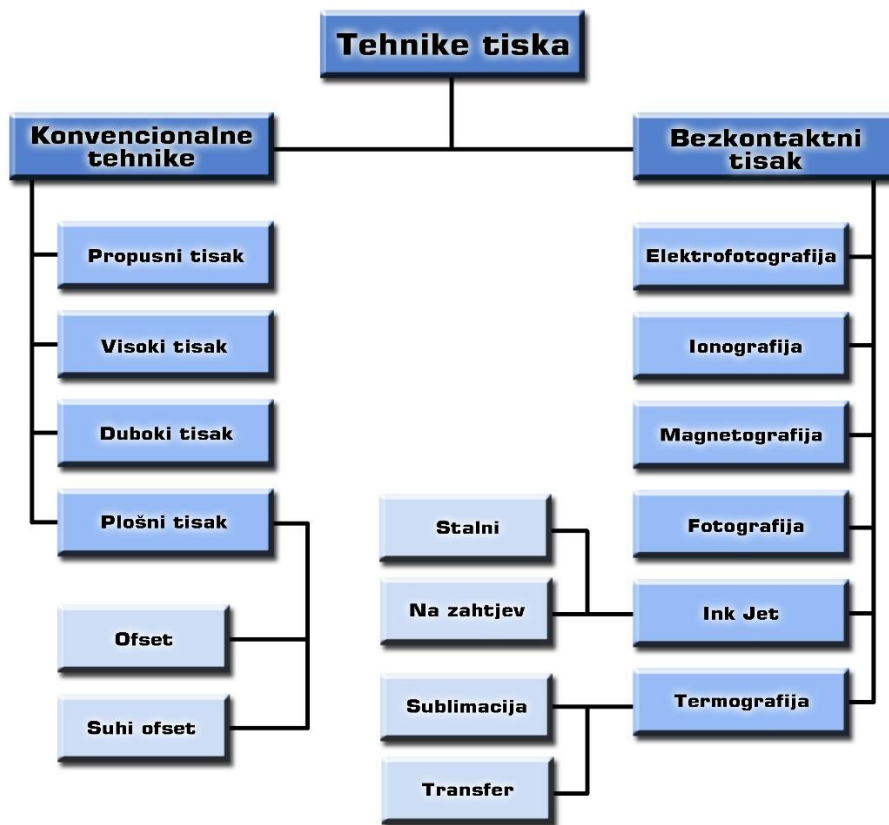 Tehnike tiska
Konvencionalne
tehnike
Bezkontaktni
tisak
Propusni tisak
Visoki tisak
Duboki tisak
Plošni tisak
Ofset
Suhi ofset
Elektrofotografija
Ionografija
Magnetografija
Fotografija
Ink Jet
Stalni
Na zahtjev
Termografija
Sublimacija
Transfer